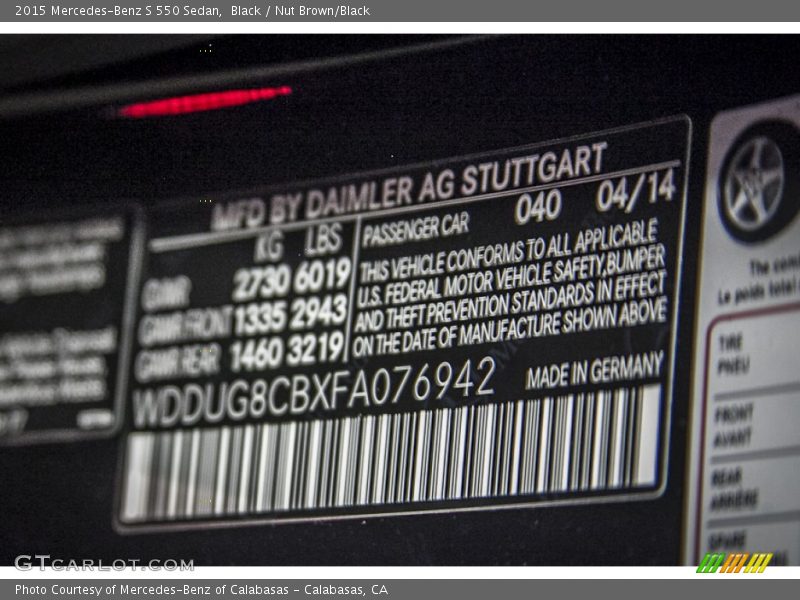 2015 Mercedes-Benz S 550 Sedan, Black / Nut Brown/Black
MFD BY DAIMLER AG STUTTGART
KG LBS
GVWR 2730 6019
GAWR FRONT 1335 2943
GAWR REAR 1460 3219
PASSENGER CAR 040 04/14
THIS VEHICLE CONFORMS TO ALL APPLICABLE
U.S. FEDERAL MOTOR VEHICLE SAFETY,BUMPER
AND THEFT PREVENTION STANDARDS IN EFFECT
ON THE DATE OF MANUFACTURE SHOWN ABOVE
WDDUG8CBXFA076942 MADE IN GERMANY
The
Le poids total
TIRE
PNEU
FRONT
AVANT
REAR
ARRIÈRE
SPARE
GTCARLOT.COM
Photo Courtesy of Mercedes-Benz of Calabasas - Calabasas, CA